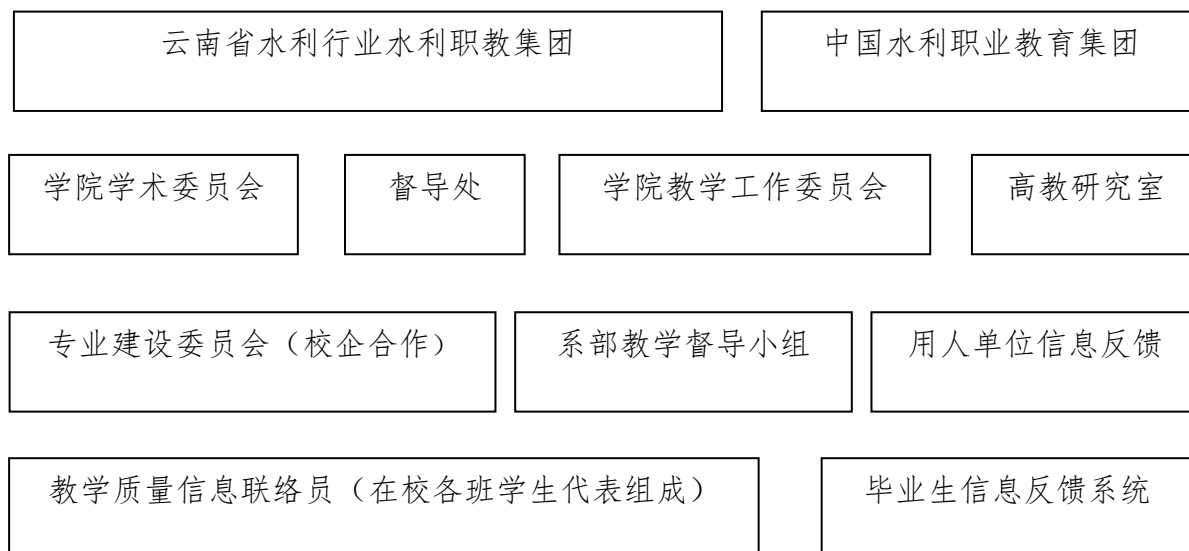 云南省水利行业水利职教集团
中国水利职业教育集团
学院学术委员会
督导处
学院教学工作委员会
高教研究室
专业建设委员会（校企合作）
系部教学督导小组
用人单位信息反馈
教学质量信息联络员（在校各班学生代表组成）
毕业生信息反馈系统